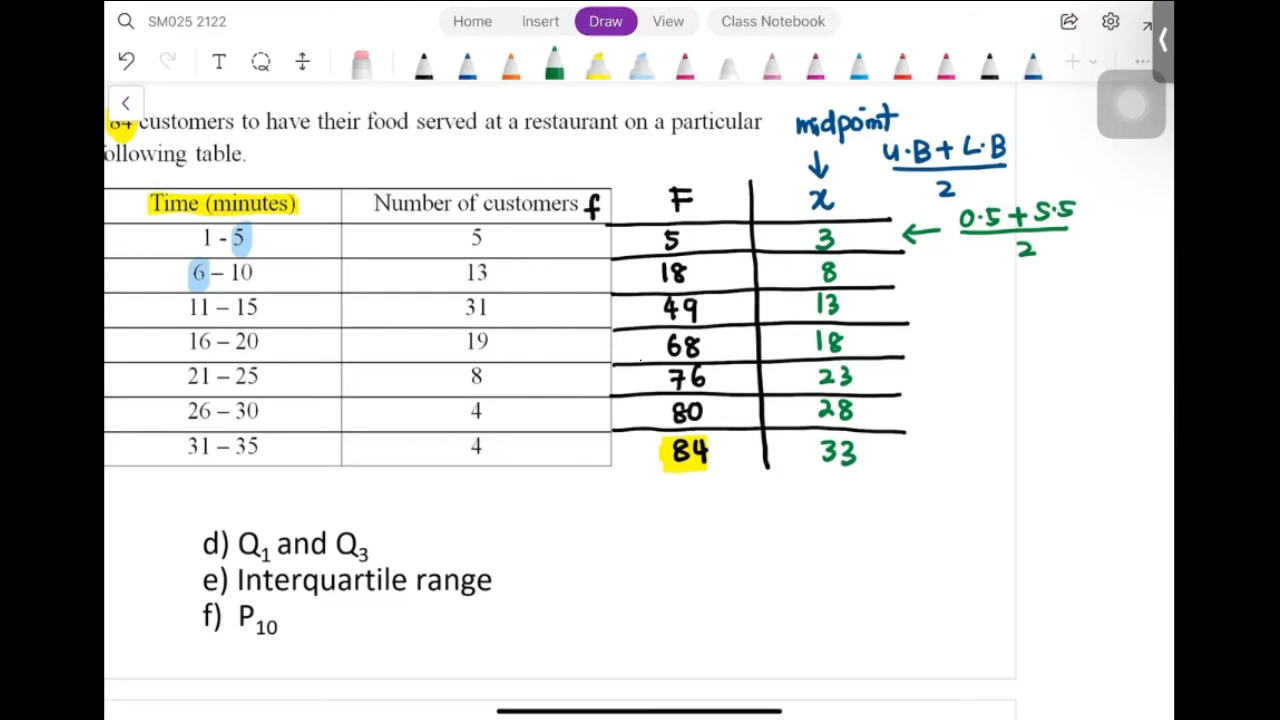 SM025 2122
Home Insert Draw View Class Notebook
84 customers to have their food served at a restaurant on a particular
ollowing table.
midpoint
U.B + L.B
2
Time (minutes) Number of customers f F x
0.5 + 5.5
2
1 - 5 5 5 3
6 – 10 13 18 8
11 – 15 31 49 13
16 – 20 19 68 18
21 – 25 8 76 23
26 – 30 4 80 28
31 – 35 4 84 33
d) Q1 and Q3
e) Interquartile range
f) P10